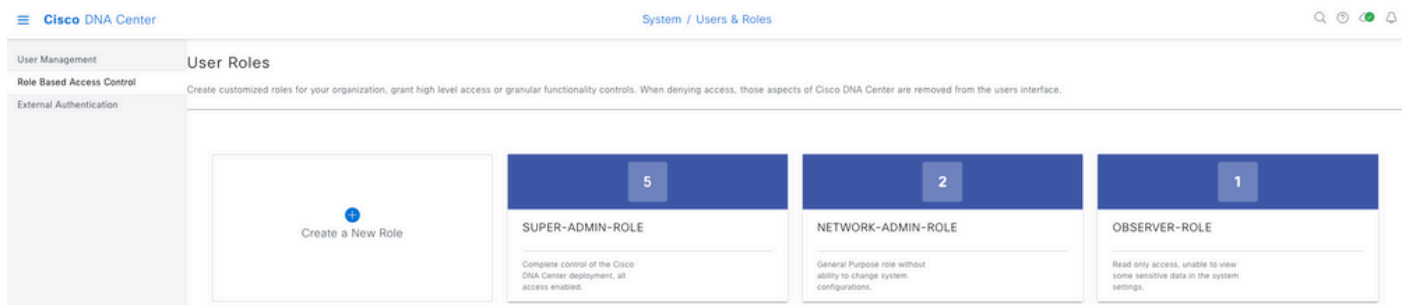 Cisco DNA Center
System / Users & Roles
User Management
Role Based Access Control
External Authentication
User Roles
Create customized roles for your organization, grant high level access or granular functionality controls. When denying access, those aspects of Cisco DNA Center are removed from the users interface.
Create a New Role
5
SUPER-ADMIN-ROLE
Complete control of the Cisco
DNA Center deployment, all
access enabled.
2
NETWORK-ADMIN-ROLE
General Purpose role without
ability to change system
configurations.
1
OBSERVER-ROLE
Read only access, unable to view
some sensitive data in the system
settings.